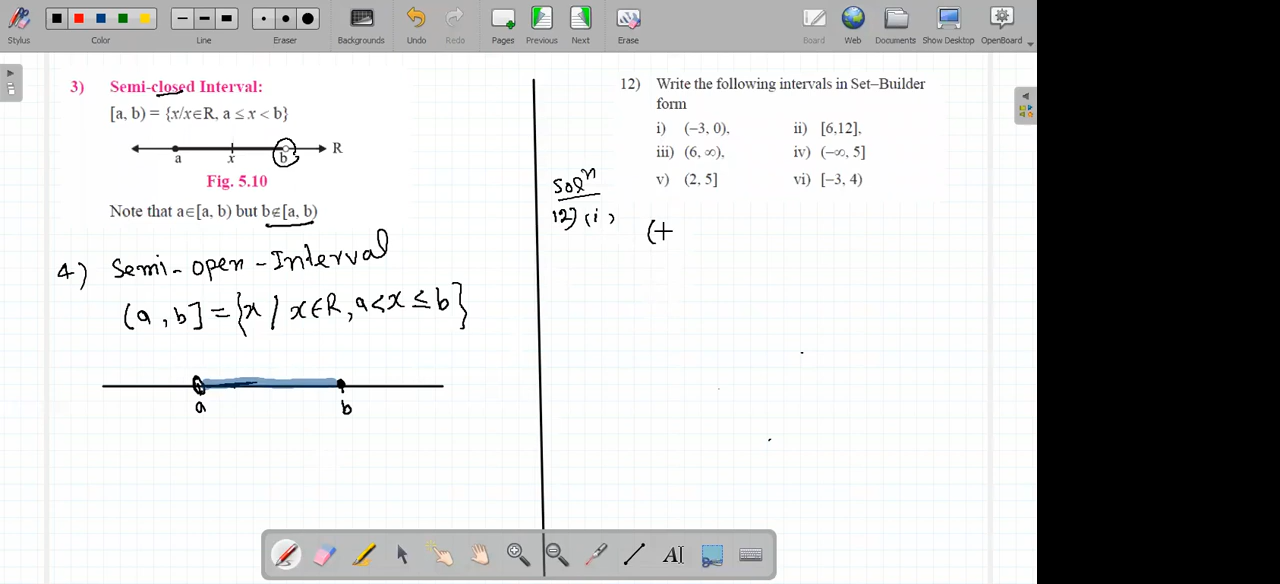 Stylus
Color
Line
Eraser
Backgrounds
Undo
Redo
Pages
Previous
Next
Erase
Board
Web
Documents
Show Desktop
OpenBoard
3) Semi-closed Interval:
[a, b) = {x/x∈R, a ≤ x < b}
a x b R
Fig. 5.10
Note that a∈[a, b) but b∉[a, b)
4) Semi-open-Interval
(a, b] = {x / x∈R, a<x≤b}
a b
12) Write the following intervals in Set–Builder
form
i) (−3, 0), ii) [6,12],
iii) (6, ∞), iv) (−∞, 5]
v) (2, 5] vi) [−3, 4)
Solⁿ
12) (i)
(+